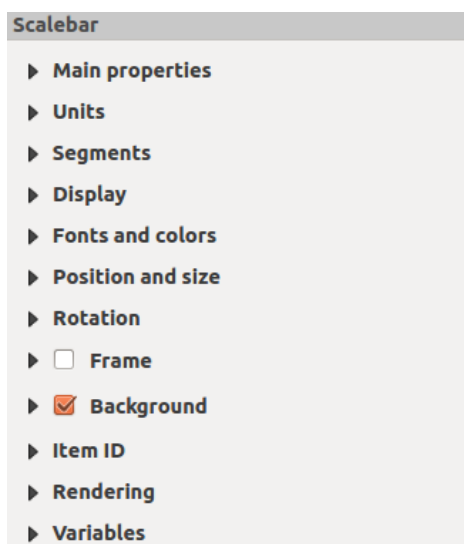 Scalebar
Main properties
Units
Segments
Display
Fonts and colors
Position and size
Rotation
Frame
Background
Item ID
Rendering
Variables